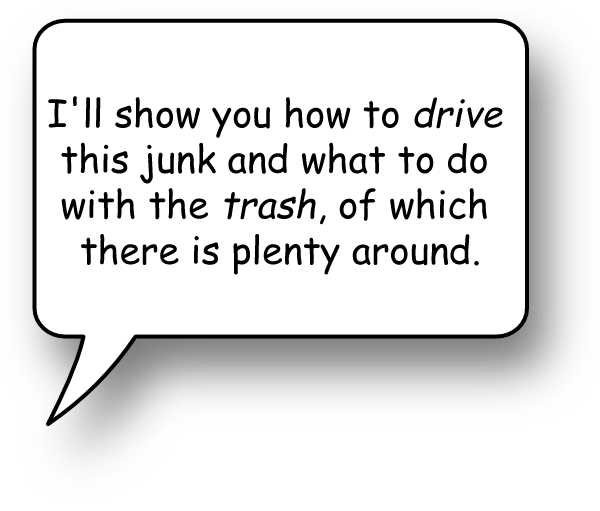 I'll show you how to drive
this junk and what to do
with the trash, of which
there is plenty around.